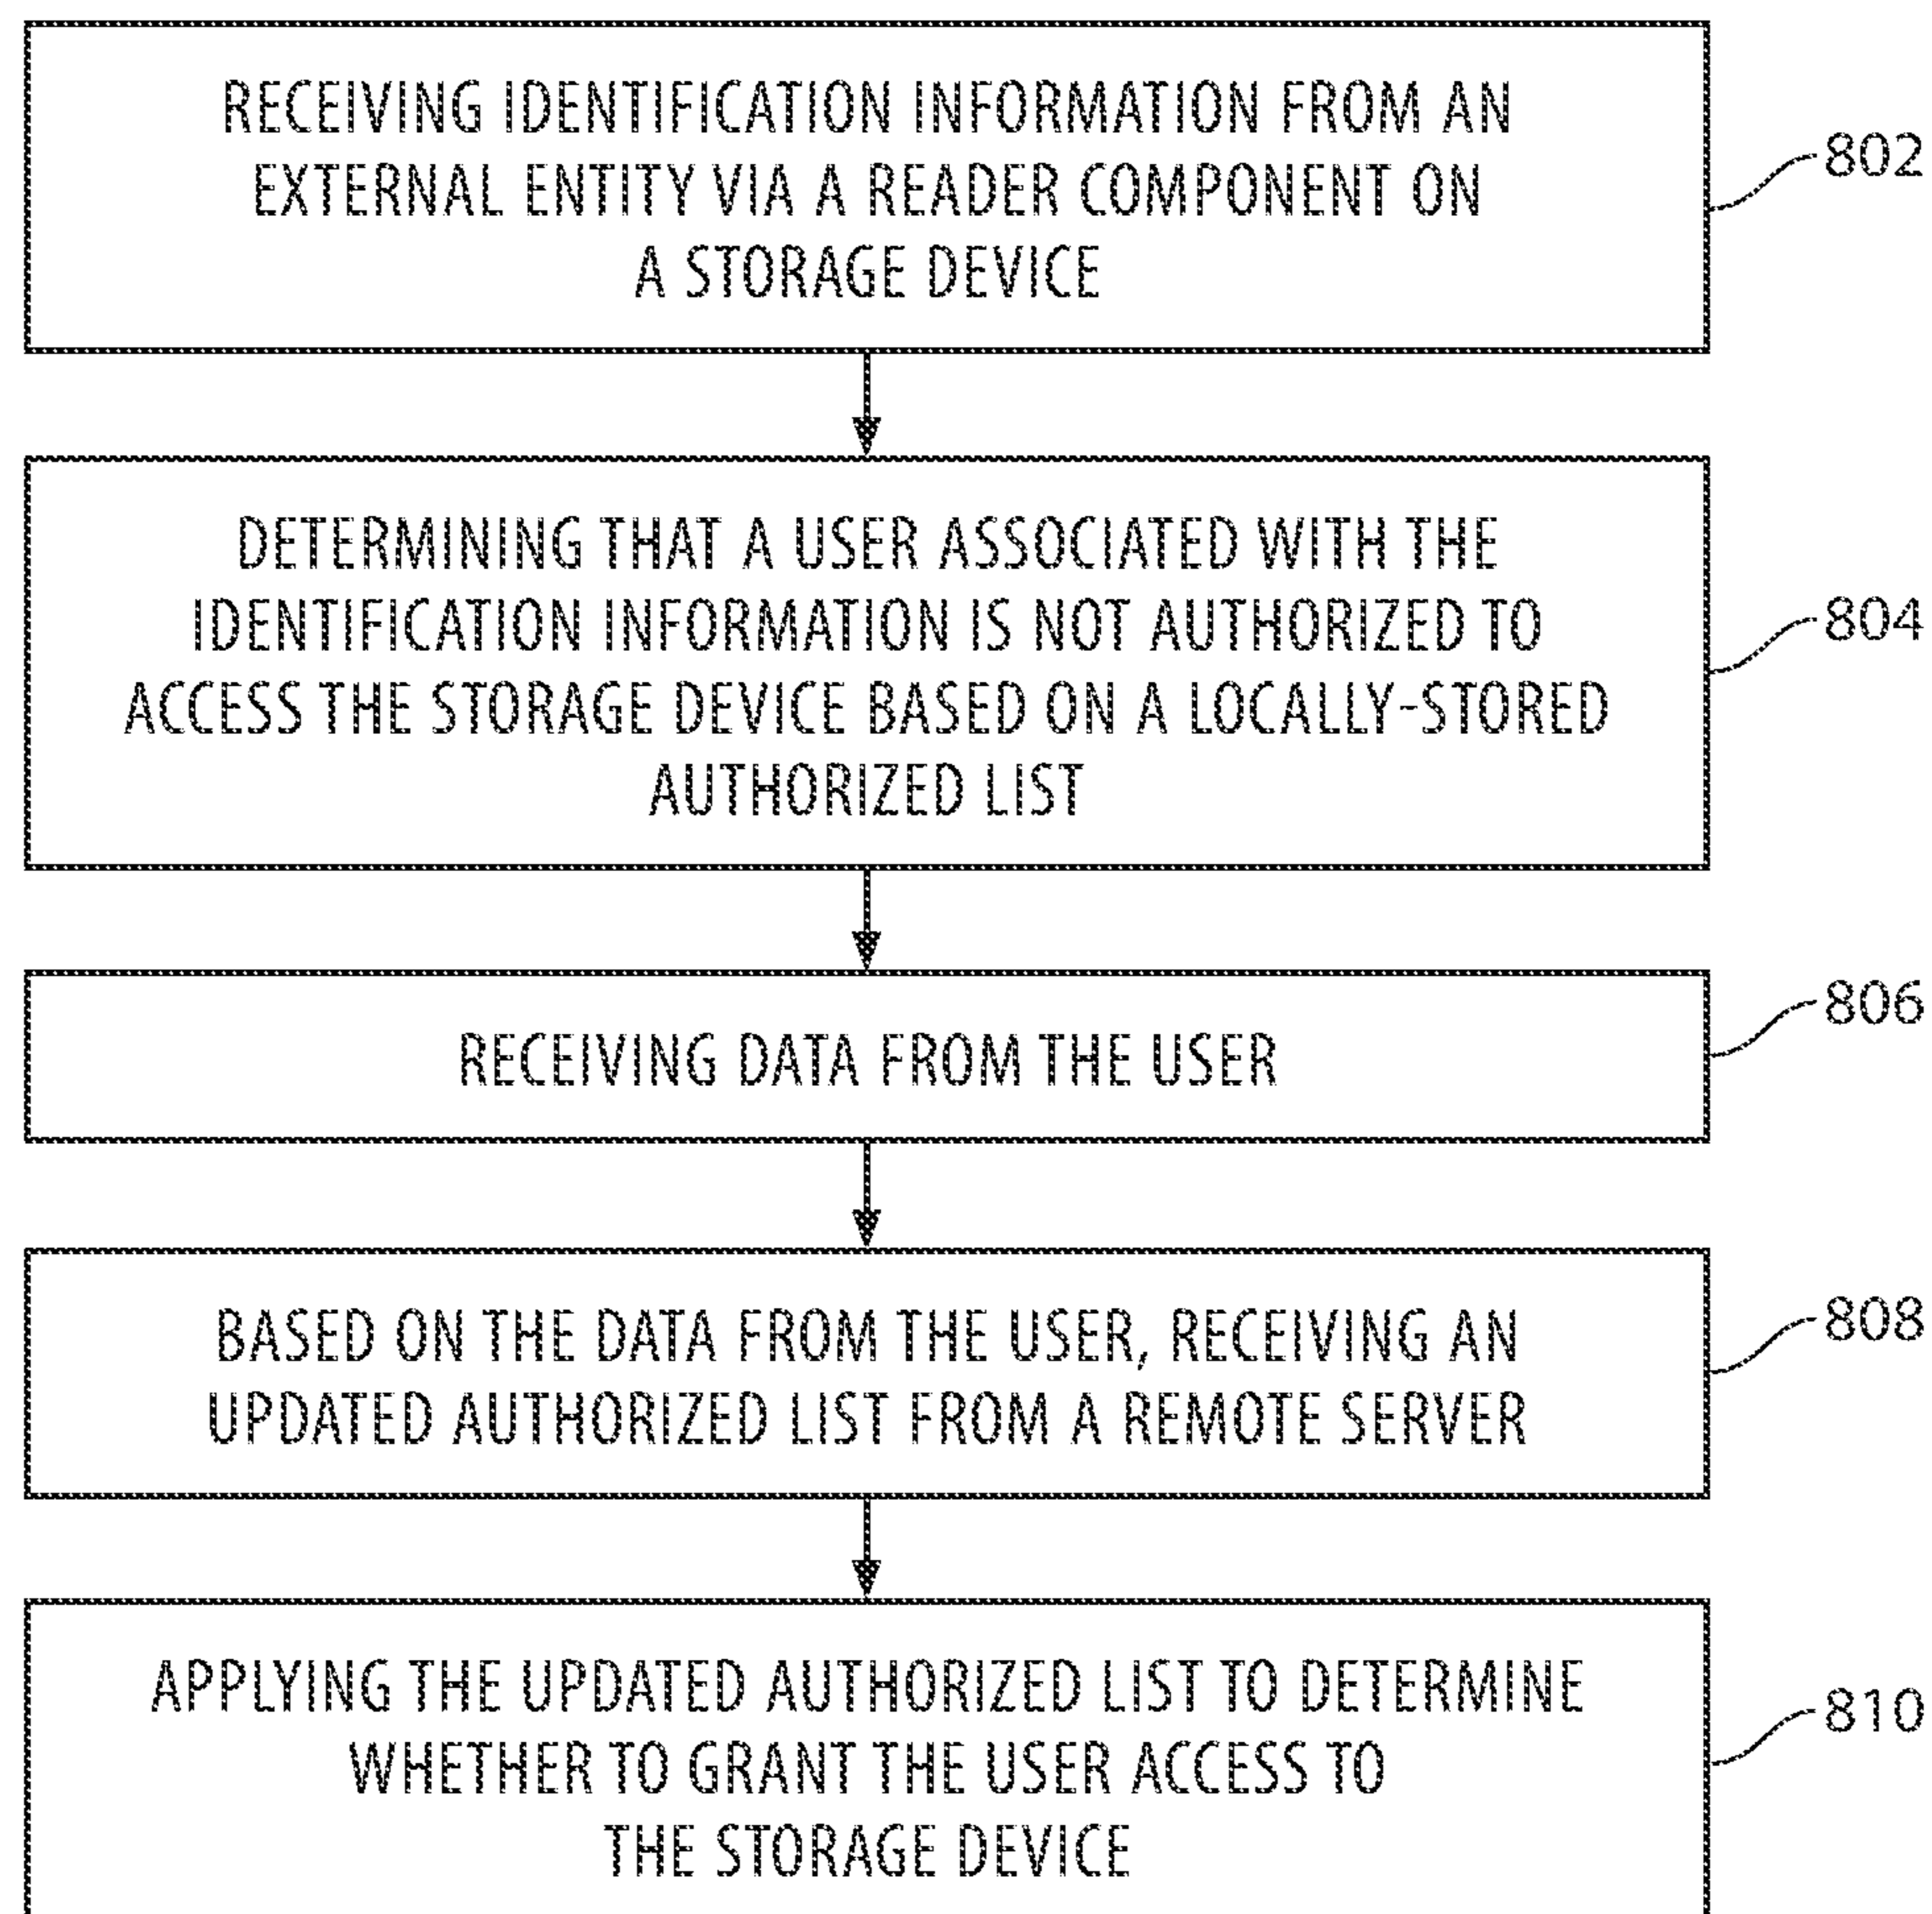 RECEIVING IDENTIFICATION INFORMATION FROM AN
EXTERNAL ENTITY VIA A READER COMPONENT ON
A STORAGE DEVICE
802
DETERMINING THAT A USER ASSOCIATED WITH THE
IDENTIFICATION INFORMATION IS NOT AUTHORIZED TO
ACCESS THE STORAGE DEVICE BASED ON A LOCALLY-STORED
AUTHORIZED LIST
804
RECEIVING DATA FROM THE USER
806
BASED ON THE DATA FROM THE USER, RECEIVING AN
UPDATED AUTHORIZED LIST FROM A REMOTE SERVER
808
APPLYING THE UPDATED AUTHORIZED LIST TO DETERMINE
WHETHER TO GRANT THE USER ACCESS TO
THE STORAGE DEVICE
810